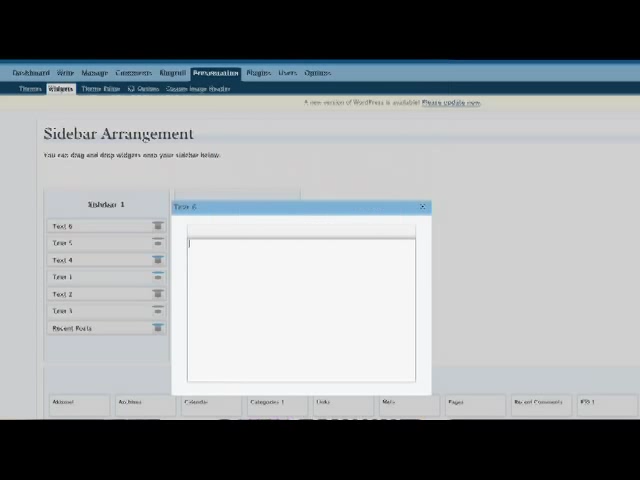 Dashboard Write Manage Comments Blogroll Presentation Plugins Users Options
Themes Widgets Theme Editor K2 Options Custom Image Header
A new version of WordPress is available! Please update now.
Sidebar Arrangement
You can drag and drop widgets onto your sidebar below.
Sidebar 1
Text 6
Text 6
Text 5
Text 4
Text 1
Text 2
Text 3
Recent Posts
Akismet Archives Calendar Categories 1 Links Meta Pages Recent Comments RSS 1